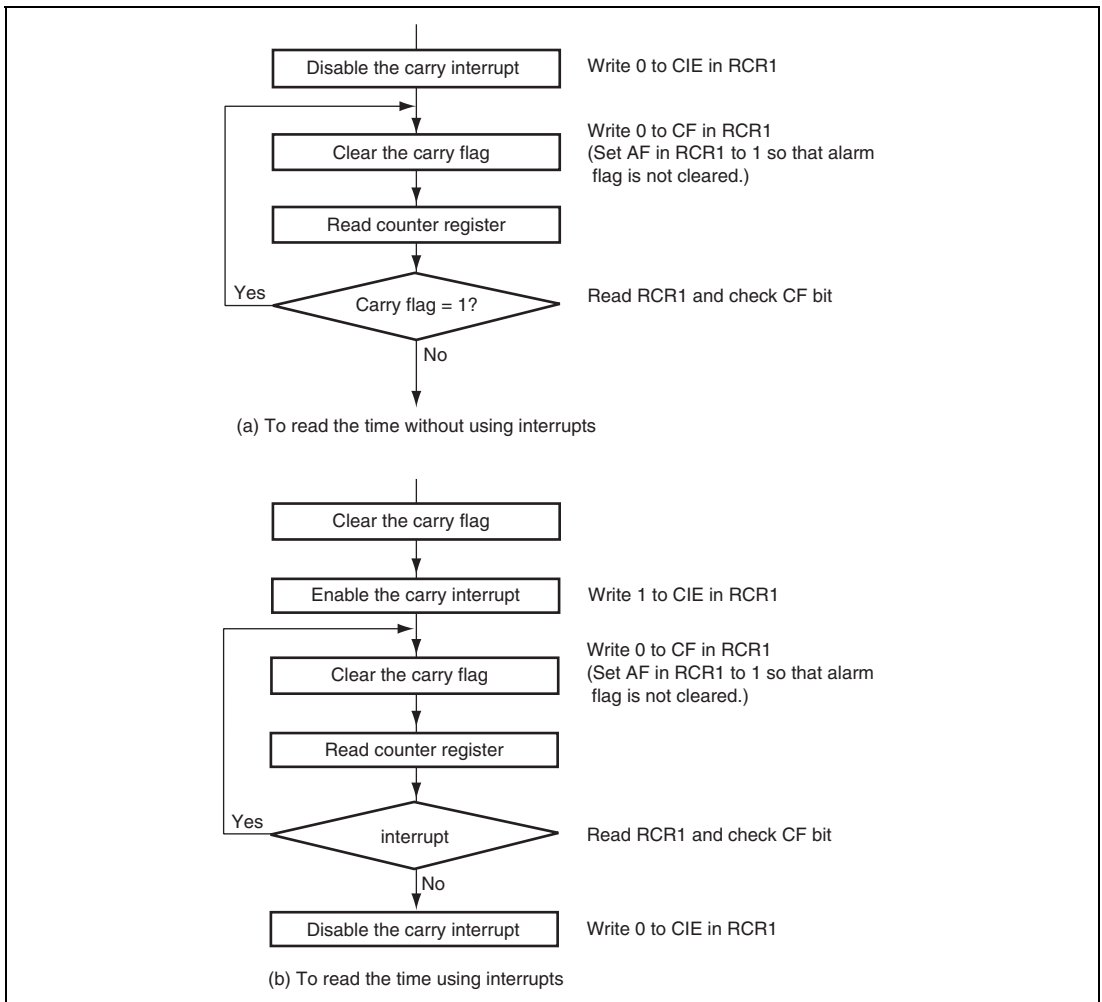 Disable the carry interrupt
Write 0 to CIE in RCR1
Clear the carry flag
Write 0 to CF in RCR1
(Set AF in RCR1 to 1 so that alarm
flag is not cleared.)
Read counter register
Yes
Carry flag = 1?
Read RCR1 and check CF bit
No
(a) To read the time without using interrupts
Clear the carry flag
Enable the carry interrupt
Write 1 to CIE in RCR1
Clear the carry flag
Write 0 to CF in RCR1
(Set AF in RCR1 to 1 so that alarm
flag is not cleared.)
Read counter register
Yes
interrupt
Read RCR1 and check CF bit
No
Disable the carry interrupt
Write 0 to CIE in RCR1
(b) To read the time using interrupts